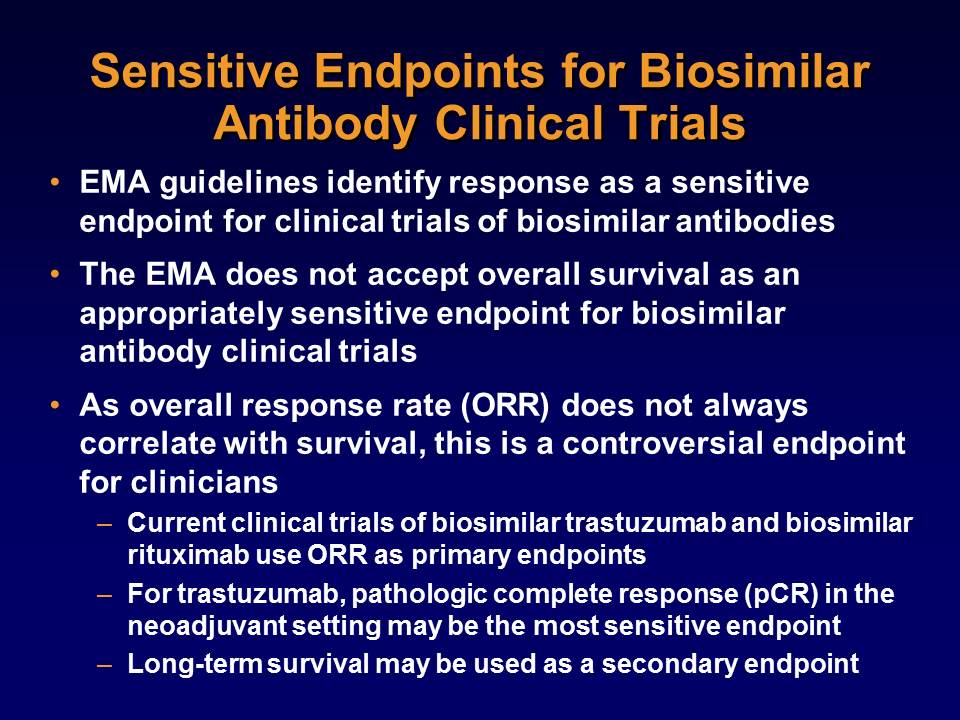 Sensitive Endpoints for Biosimilar
Antibody Clinical Trials
• EMA guidelines identify response as a sensitive
endpoint for clinical trials of biosimilar antibodies
• The EMA does not accept overall survival as an
appropriately sensitive endpoint for biosimilar
antibody clinical trials
• As overall response rate (ORR) does not always
correlate with survival, this is a controversial endpoint
for clinicians
– Current clinical trials of biosimilar trastuzumab and biosimilar
rituximab use ORR as primary endpoints
– For trastuzumab, pathologic complete response (pCR) in the
neoadjuvant setting may be the most sensitive endpoint
– Long-term survival may be used as a secondary endpoint